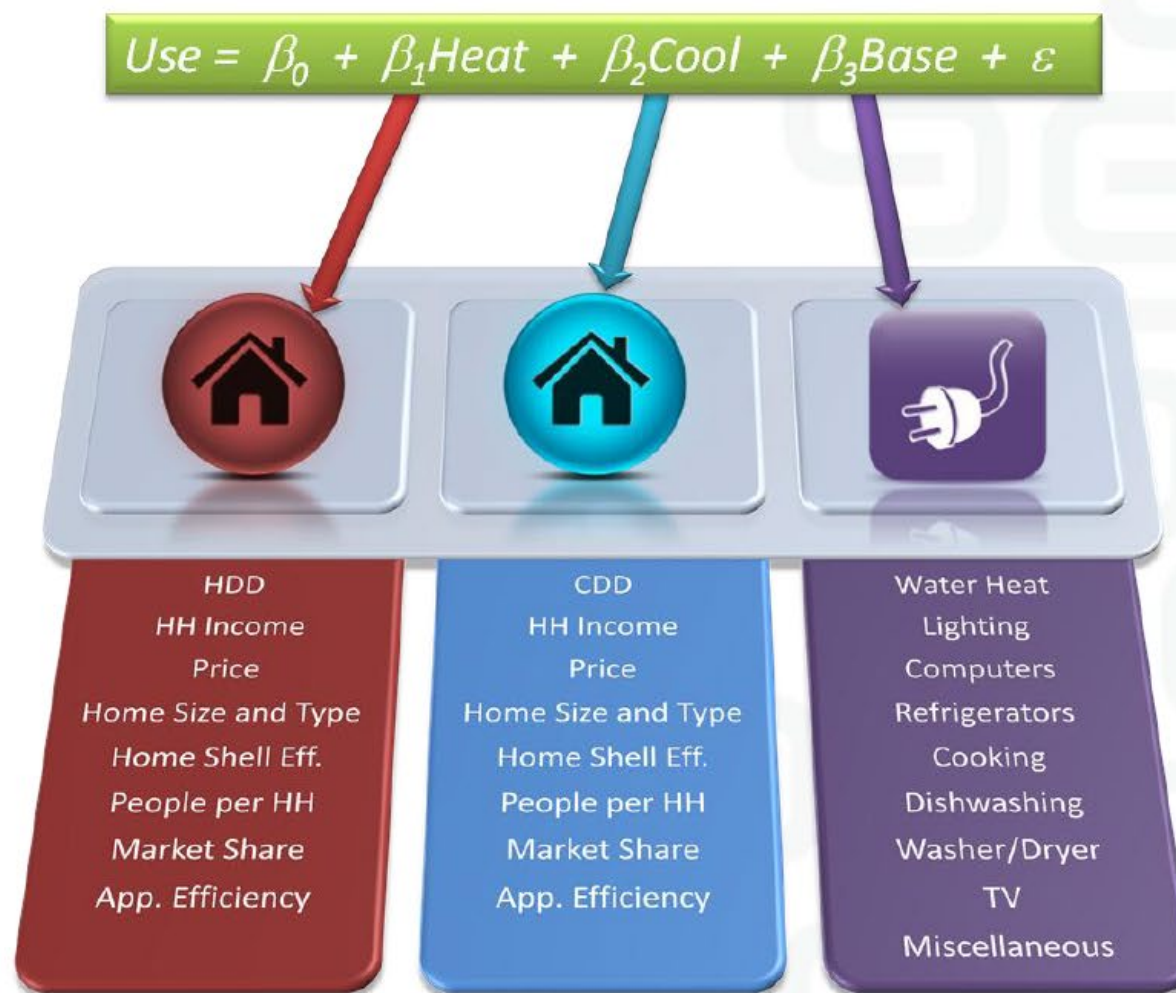 Use = β₀ + β₁Heat + β₂Cool + β₃Base + ε
HDD
HH Income
Price
Home Size and Type
Home Shell Eff.
People per HH
Market Share
App. Efficiency
CDD
HH Income
Price
Home Size and Type
Home Shell Eff.
People per HH
Market Share
App. Efficiency
Water Heat
Lighting
Computers
Refrigerators
Cooking
Dishwashing
Washer/Dryer
TV
Miscellaneous